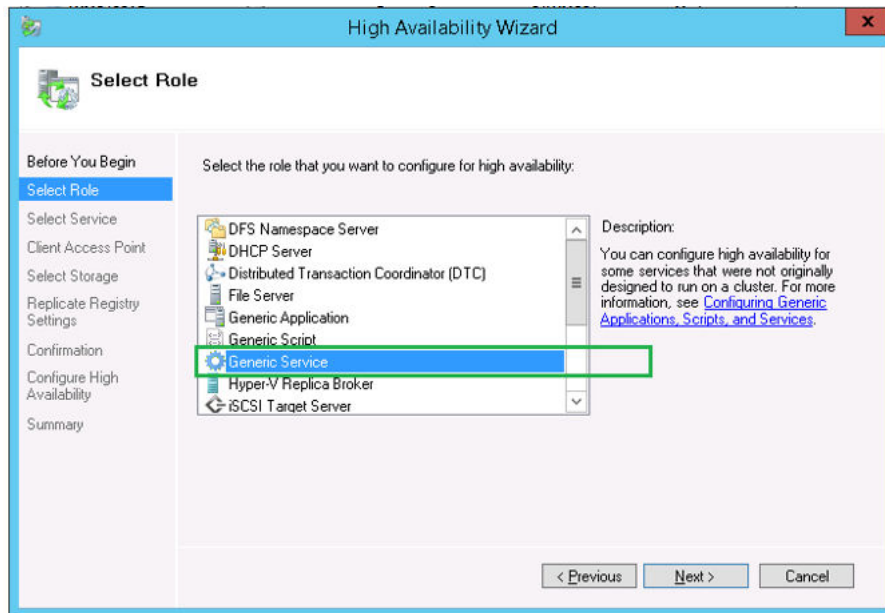 High Availability Wizard
x
Select Role
Before You Begin
Select Role
Select Service
Client Access Point
Select Storage
Replicate Registry
Settings
Confirmation
Configure High
Availability
Summary
Select the role that you want to configure for high availability:
DFS Namespace Server
DHCP Server
Distributed Transaction Coordinator (DTC)
File Server
Generic Application
Generic Script
Generic Service
Hyper-V Replica Broker
iSCSI Target Server
Description:
You can configure high availability for
some services that were not originally
designed to run on a cluster. For more
information, see Configuring Generic
Applications, Scripts, and Services.
< Previous
Next >
Cancel